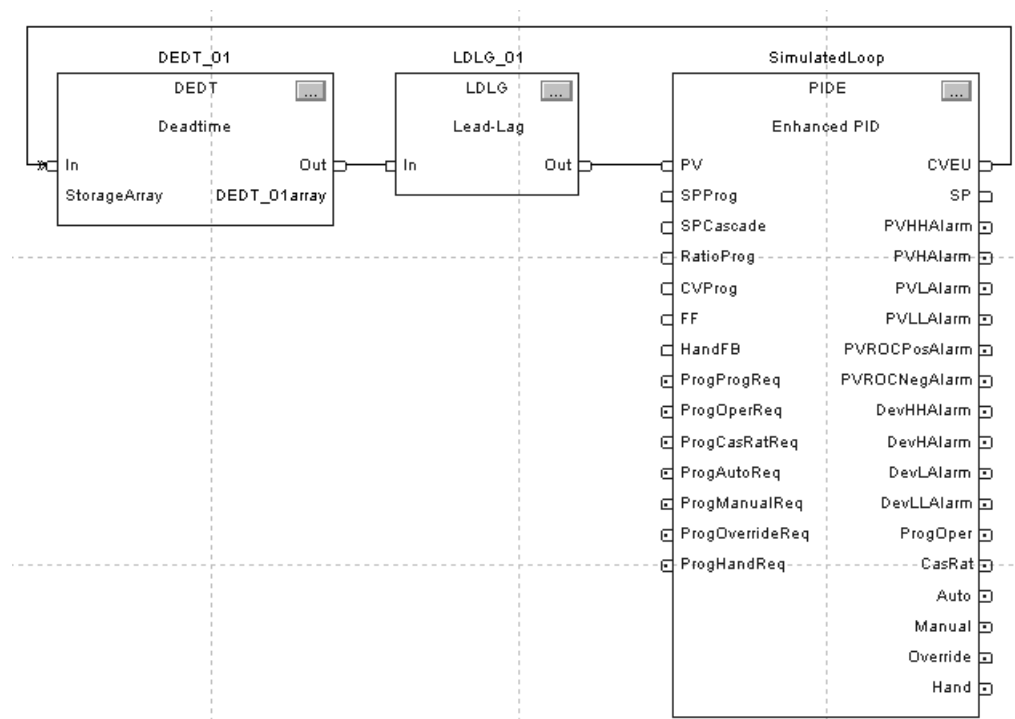 DEDT_01 LDLG_01 SimulatedLoop
DEDT ... LDLG ... PIDE ...
Deadtime Lead-Lag Enhanced PID
In Out In Out PV CVEU
StorageArray DEDT_01array SPProg SP
SPCascade PVHHAlarm
RatioProg PVHAlarm
CVProg PVLAlarm
FF PVLLAlarm
HandFB PVROCPosAlarm
ProgProgReq PVROCNegAlarm
ProgOperReq DevHHAlarm
ProgCasRatReq DevHAlarm
ProgAutoReq DevLAlarm
ProgManualReq DevLLAlarm
ProgOverrideReq ProgOper
ProgHandReq CasRat
Auto
Manual
Override
Hand